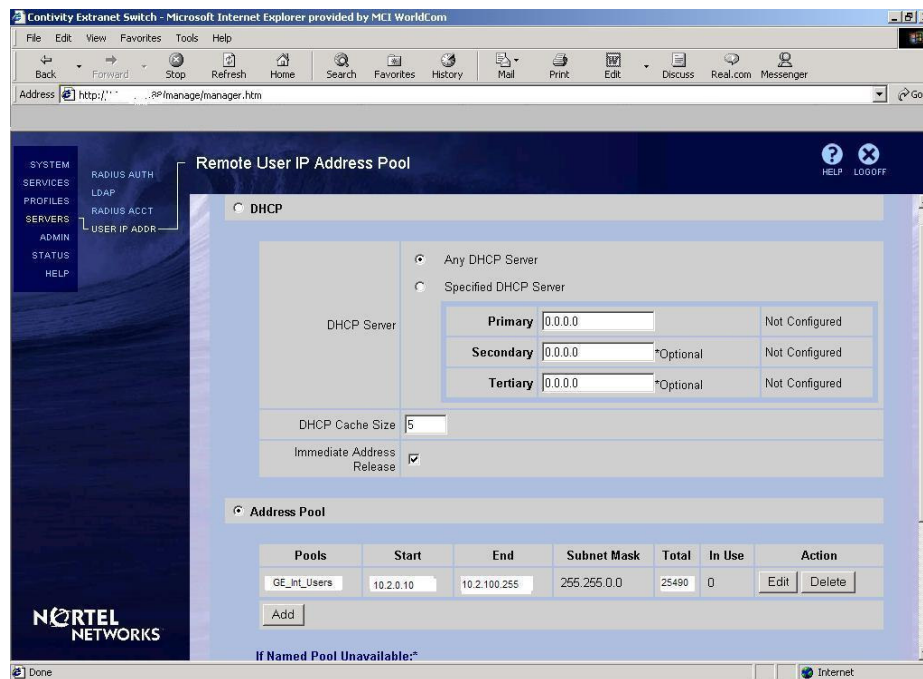 Contivity Extranet Switch - Microsoft Internet Explorer provided by MCI WorldCom
File Edit View Favorites Tools Help
Back Forward Stop Refresh Home Search Favorites History Mail Print Edit Discuss Real.com Messenger
Address http:// /manage/manager.htm Go
Remote User IP Address Pool
HELP LOGOFF
SYSTEM
SERVICES
PROFILES
SERVERS
ADMIN
STATUS
HELP
RADIUS AUTH
LDAP
RADIUS ACCT
USER IP ADDR
DHCP
DHCP Server
Any DHCP Server
Specified DHCP Server
Primary 0.0.0.0 Not Configured
Secondary 0.0.0.0 *Optional Not Configured
Tertiary 0.0.0.0 *Optional Not Configured
DHCP Cache Size 5
Immediate Address
Release
Address Pool
Pools Start End Subnet Mask Total In Use Action
GE_Int_Users 10.2.0.10 10.2.100.255 255.255.0.0 25490 0 Edit Delete
Add
If Named Pool Unavailable:*
NORTEL
NETWORKS
Done Internet